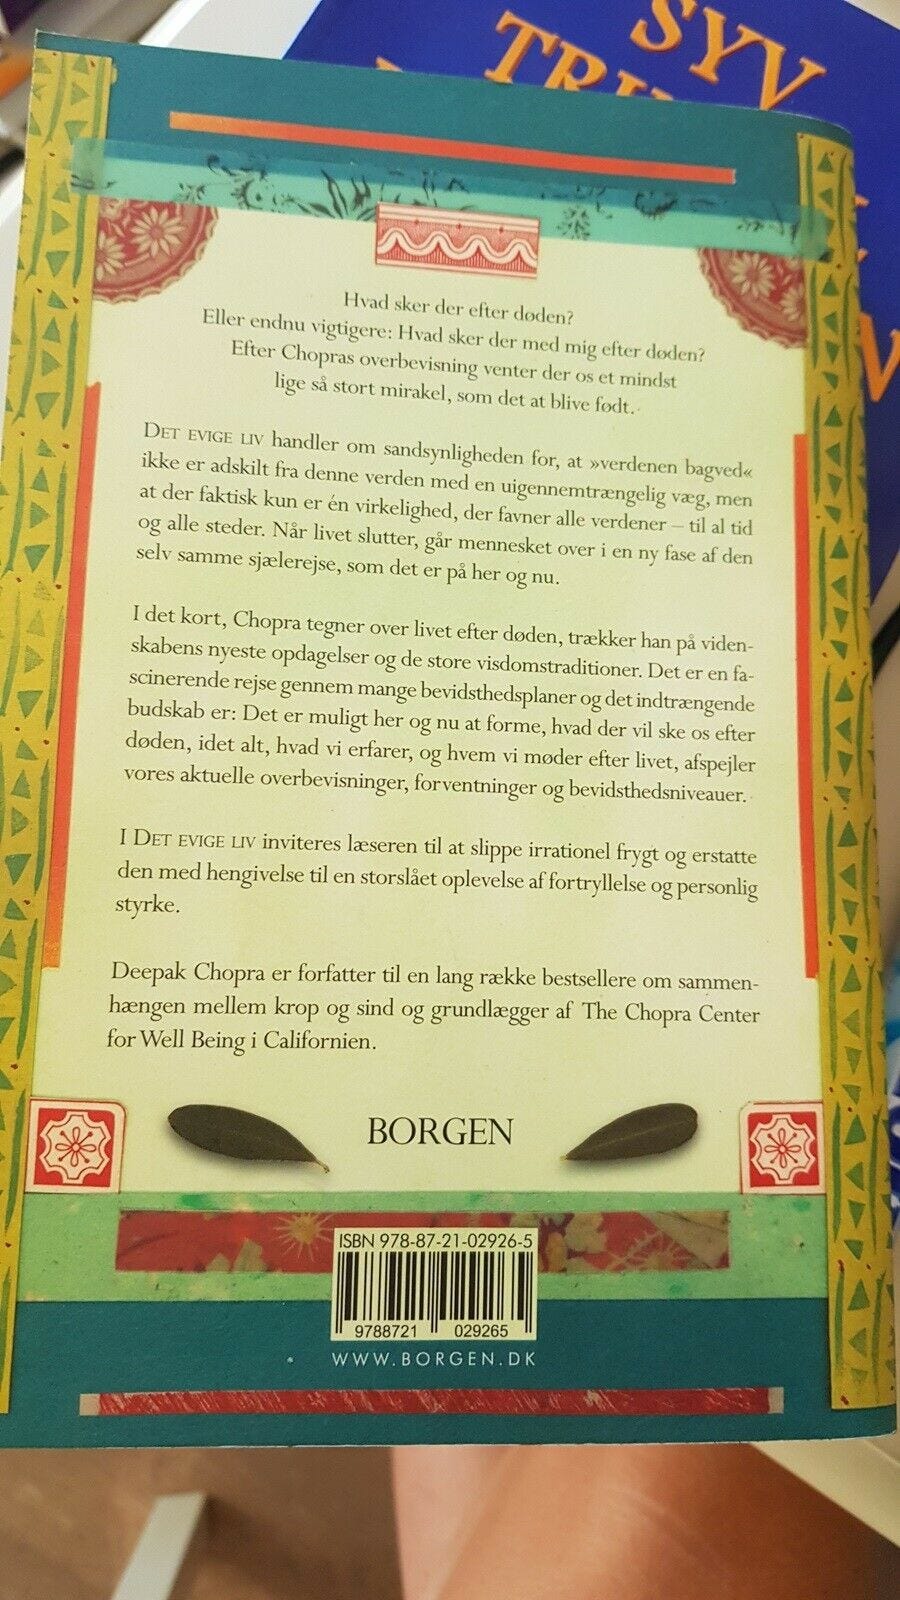 SYV
Hvad sker der efter døden?
Eller endnu vigtigere: Hvad sker der med mig efter døden?
Efter Chopras overbevisning venter der os et mindst
lige så stort mirakel, som det at blive født.
DET EVIGE LIV handler om sandsynligheden for, at »verdenen bagved«
ikke er adskilt fra denne verden med en uigennemtrængelig væg, men
at der faktisk kun er én virkelighed, der favner alle verdener – til al tid
og alle steder. Når livet slutter, går mennesket over i en ny fase af den
selv samme sjælerejse, som det er på her og nu.
I det kort, Chopra tegner over livet efter døden, trækker han på viden-
skabens nyeste opdagelser og de store visdomstraditioner. Det er en fa-
scinerende rejse gennem mange bevidsthedsplaner og det indtrængende
budskab er: Det er muligt her og nu at forme, hvad der vil ske os efter
døden, idet alt, hvad vi erfarer, og hvem vi møder efter livet, afspejler
vores aktuelle overbevisninger, forventninger og bevidsthedsniveauer.
I DET EVIGE LIV inviteres læseren til at slippe irrationel frygt og erstatte
den med hengivelse til en storslået oplevelse af fortryllelse og personlig
styrke.
Deepak Chopra er forfatter til en lang række bestsellere om sammen-
hængen mellem krop og sind og grundlægger af The Chopra Center
for Well Being i Californien.
BORGEN
ISBN 978-87-21-02926-5
9788721 029265
WWW.BORGEN.DK